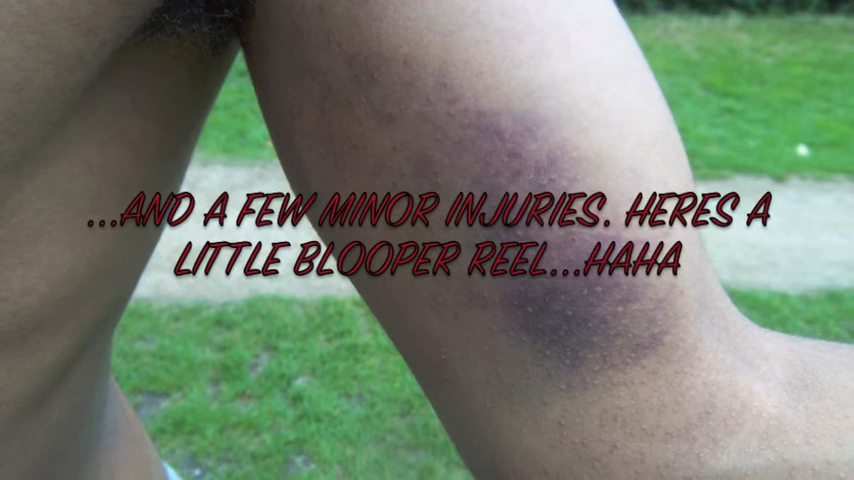 ...AND A FEW MINOR INJURIES. HERES A
LITTLE BLOOPER REEL...HAHA